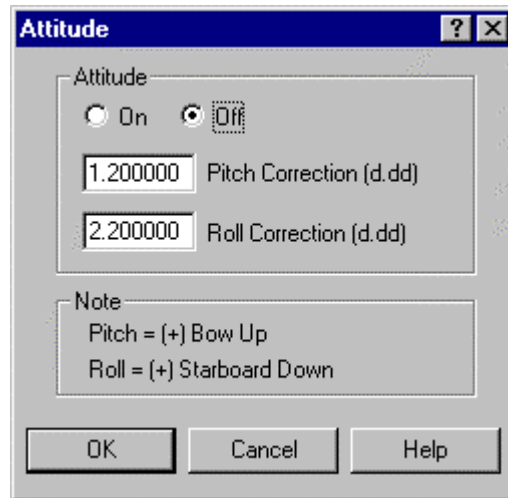 Attitude
Attitude
On Off
1.200000 Pitch Correction (d.dd)
2.200000 Roll Correction (d.dd)
Note
Pitch = (+) Bow Up
Roll = (+) Starboard Down
OK Cancel Help